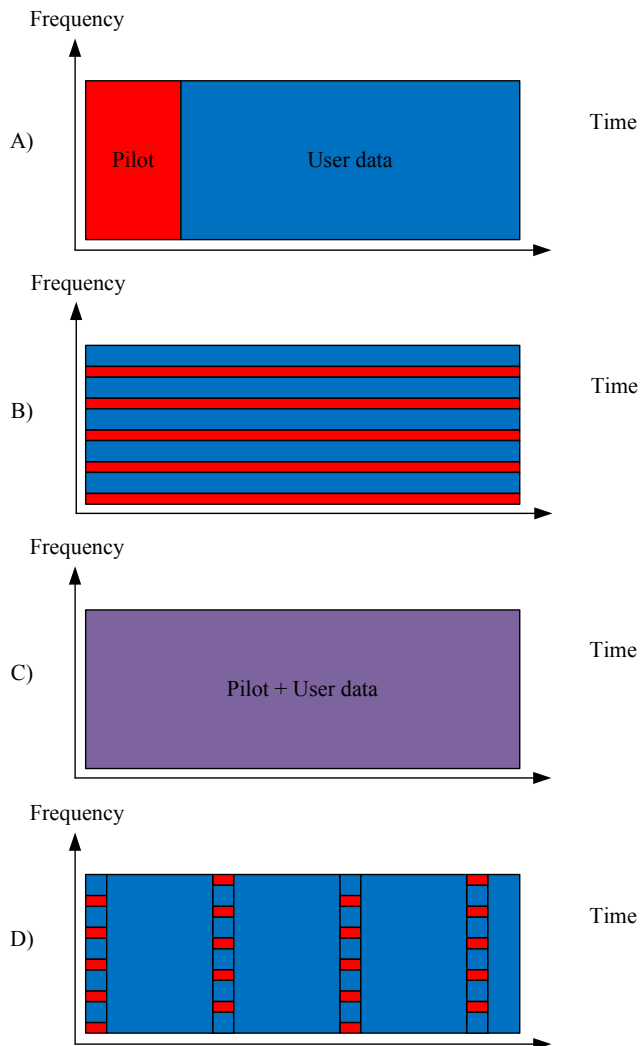 Frequency
Time
A)
Pilot
User data
Frequency
Time
B)
Frequency
Time
C)
Pilot + User data
Frequency
Time
D)